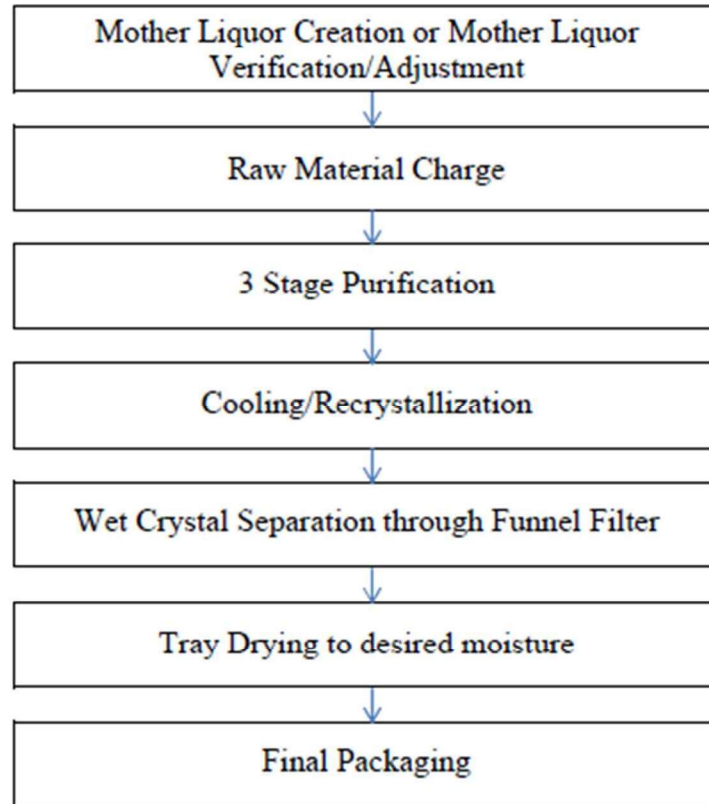 Mother Liquor Creation or Mother Liquor
Verification/Adjustment
Raw Material Charge
3 Stage Purification
Cooling/Recrystallization
Wet Crystal Separation through Funnel Filter
Tray Drying to desired moisture
Final Packaging